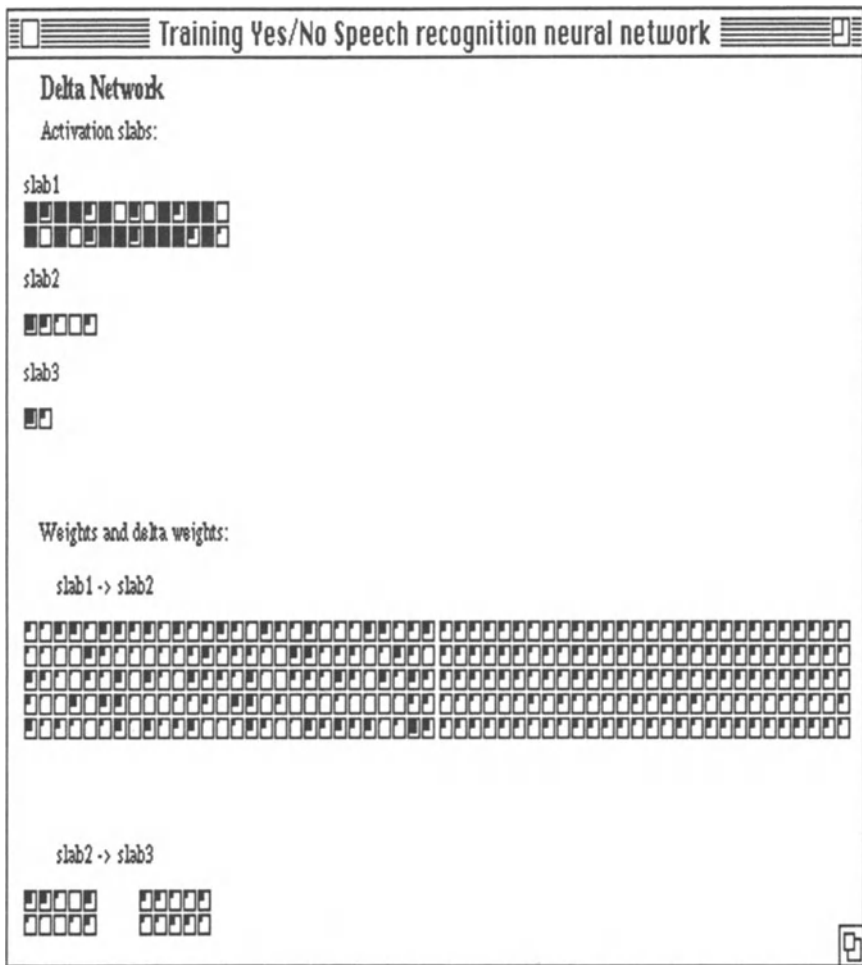 Training Yes/No Speech recognition neural network
Delta Network
Activation slabs:
slab1
slab2
slab3
Weights and delta weights:
slab1 -> slab2
slab2 -> slab3